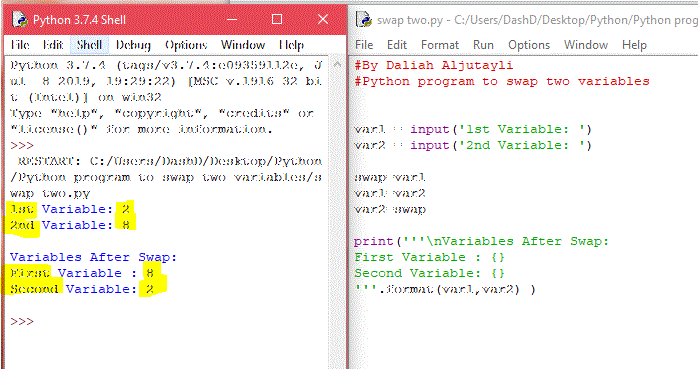 Python 3.7.4 Shell
File Edit Shell Debug Options Window Help
Python 3.7.4 (tags/v3.7.4:e09359112e, J
ul  8 2019, 19:29:22) [MSC v.1916 32 bi
t (Intel)] on win32
Type "help", "copyright", "credits" or
"license()" for more information.
>>>
 RESTART: C:/Users/DashD/Desktop/Python
/Python program to swap two variables/s
wap two.py
1st Variable: 2
2nd Variable: 8
Variables After Swap:
First Variable : 8
Second Variable: 2
>>>
swap two.py - C:/Users/DashD/Desktop/Python/Python prog
File Edit Format Run Options Window Help
#By Daliah Aljutayli
#Python program to swap two variables
var1 = input('1st Variable: ')
var2 = input('2nd Variable: ')
swap=var1
var1=var2
var2=swap
print('''\nVariables After Swap:
First Variable : {}
Second Variable: {}
'''.format(var1,var2) )